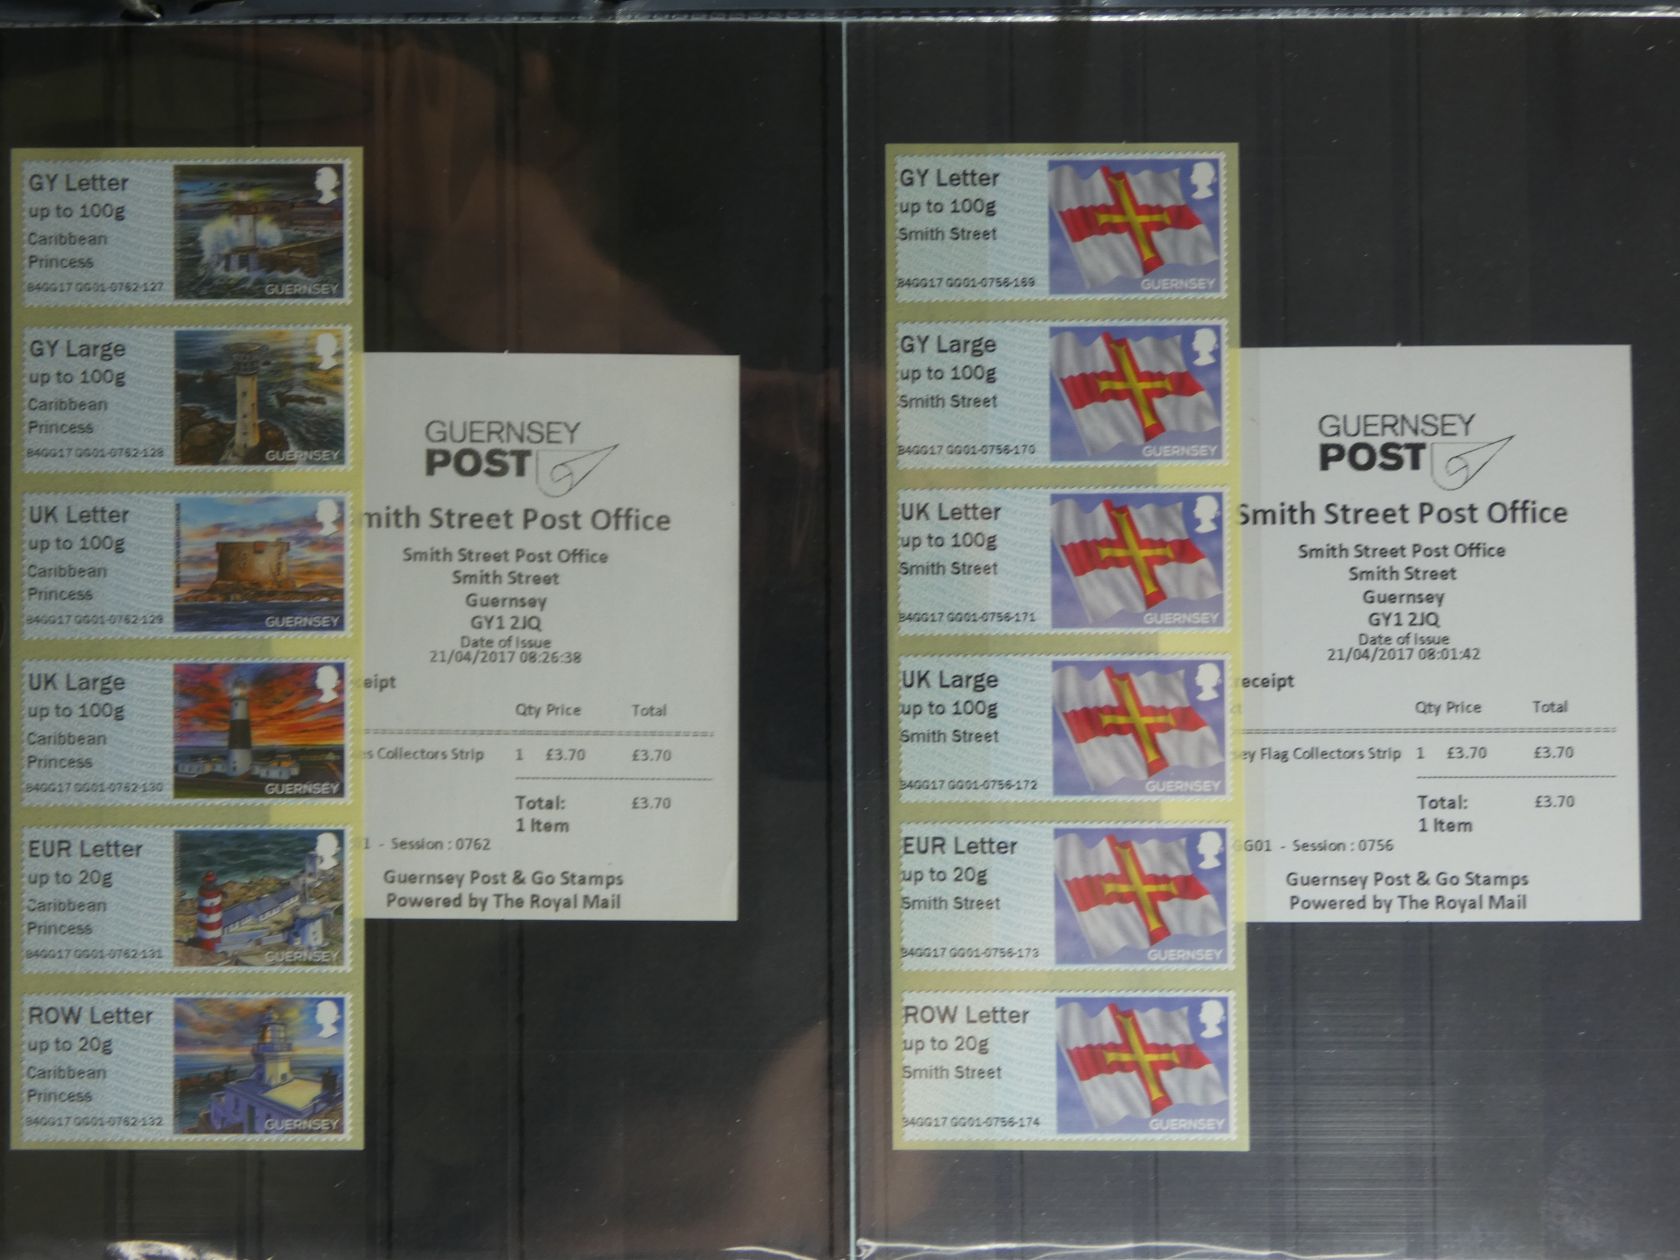 GY Letter
up to 100g
Caribbean
Princess
B4GG17 GG01-0762-127
GUERNSEY
GY Large
up to 100g
Caribbean
Princess
B4GG17 GG01-0762-128
GUERNSEY
UK Letter
up to 100g
Caribbean
Princess
B4GG17 GG01-0762-129
GUERNSEY
UK Large
up to 100g
Caribbean
Princess
B4GG17 GG01-0762-130
GUERNSEY
EUR Letter
up to 20g
Caribbean
Princess
B4GG17 GG01-0762-131
GUERNSEY
ROW Letter
up to 20g
Caribbean
Princess
B4GG17 GG01-0762-132
GUERNSEY
GUERNSEY
POST
mith Street Post Office
Smith Street Post Office
Smith Street
Guernsey
GY1 2JQ
Date of Issue
21/04/2017 08:26:38
eipt
Qty Price Total
es Collectors Strip 1 £3.70 £3.70
Total: £3.70
1 Item
1 - Session : 0762
Guernsey Post & Go Stamps
Powered by The Royal Mail
GY Letter
up to 100g
Smith Street
B4GG17 GG01-0756-169
GUERNSEY
GY Large
up to 100g
Smith Street
B4GG17 GG01-0756-170
GUERNSEY
UK Letter
up to 100g
Smith Street
B4GG17 GG01-0756-171
GUERNSEY
UK Large
up to 100g
Smith Street
B4GG17 GG01-0756-172
GUERNSEY
EUR Letter
up to 20g
Smith Street
B4GG17 GG01-0756-173
GUERNSEY
ROW Letter
up to 20g
Smith Street
B4GG17 GG01-0756-174
GUERNSEY
GUERNSEY
POST
Smith Street Post Office
Smith Street Post Office
Smith Street
Guernsey
GY1 2JQ
Date of Issue
21/04/2017 08:01:42
receipt
ct Qty Price Total
ey Flag Collectors Strip 1 £3.70 £3.70
Total: £3.70
1 Item
GG01 - Session : 0756
Guernsey Post & Go Stamps
Powered by The Royal Mail